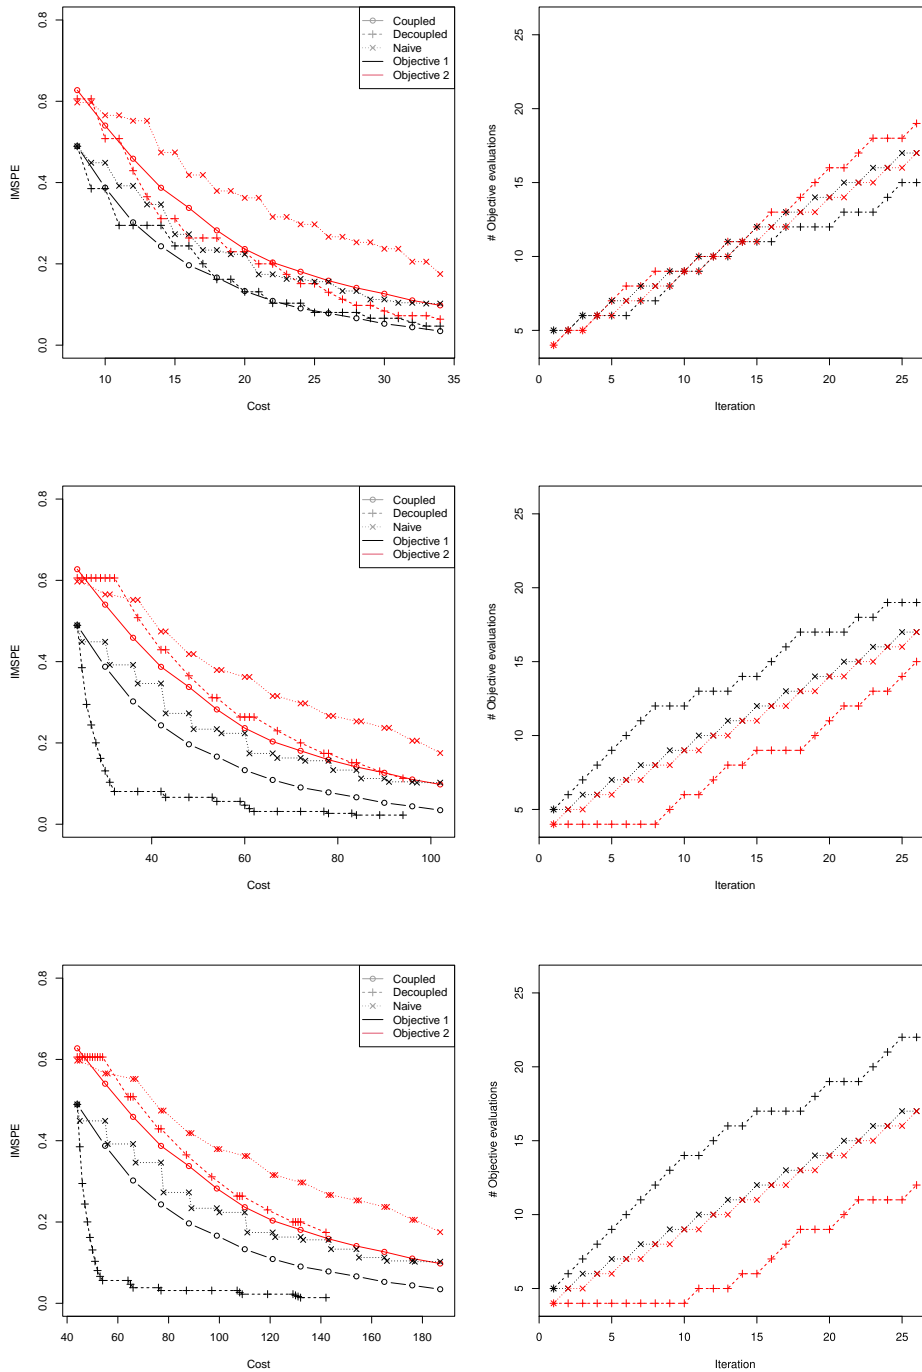 Coupled
Decoupled
Naive
Objective 1
Objective 2
IMSPE
0.0 0.2 0.4 0.6 0.8
10 15 20 25 30 35
Cost
# Objective evaluations
5 10 15 20 25
0 5 10 15 20 25
Iteration
Coupled
Decoupled
Naive
Objective 1
Objective 2
IMSPE
0.0 0.2 0.4 0.6 0.8
40 60 80 100
Cost
# Objective evaluations
5 10 15 20 25
0 5 10 15 20 25
Iteration
Coupled
Decoupled
Naive
Objective 1
Objective 2
IMSPE
0.0 0.2 0.4 0.6 0.8
40 60 80 100 120 140 160 180
Cost
# Objective evaluations
5 10 15 20 25
0 5 10 15 20 25
Iteration